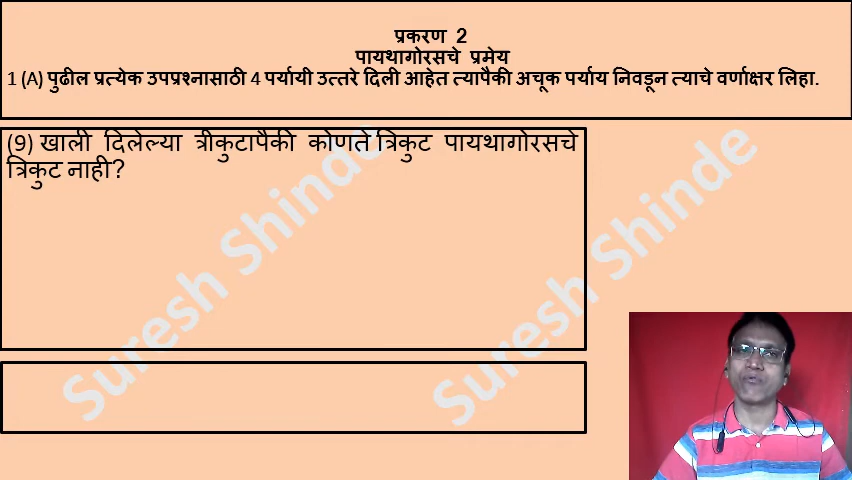 प्रकरण 2
पायथागोरसचे प्रमेय
1 (A) पुढील प्रत्येक उपप्रश्नासाठी 4 पर्यायी उत्तरे दिली आहेत त्यापैकी अचूक पर्याय निवडून त्याचे वर्णाक्षर लिहा.
(9) खाली दिलेल्या त्रीकुटापैकी कोणते त्रिकुट पायथागोरसचे
त्रिकुट नाही?
Suresh Shinde
Suresh Shinde